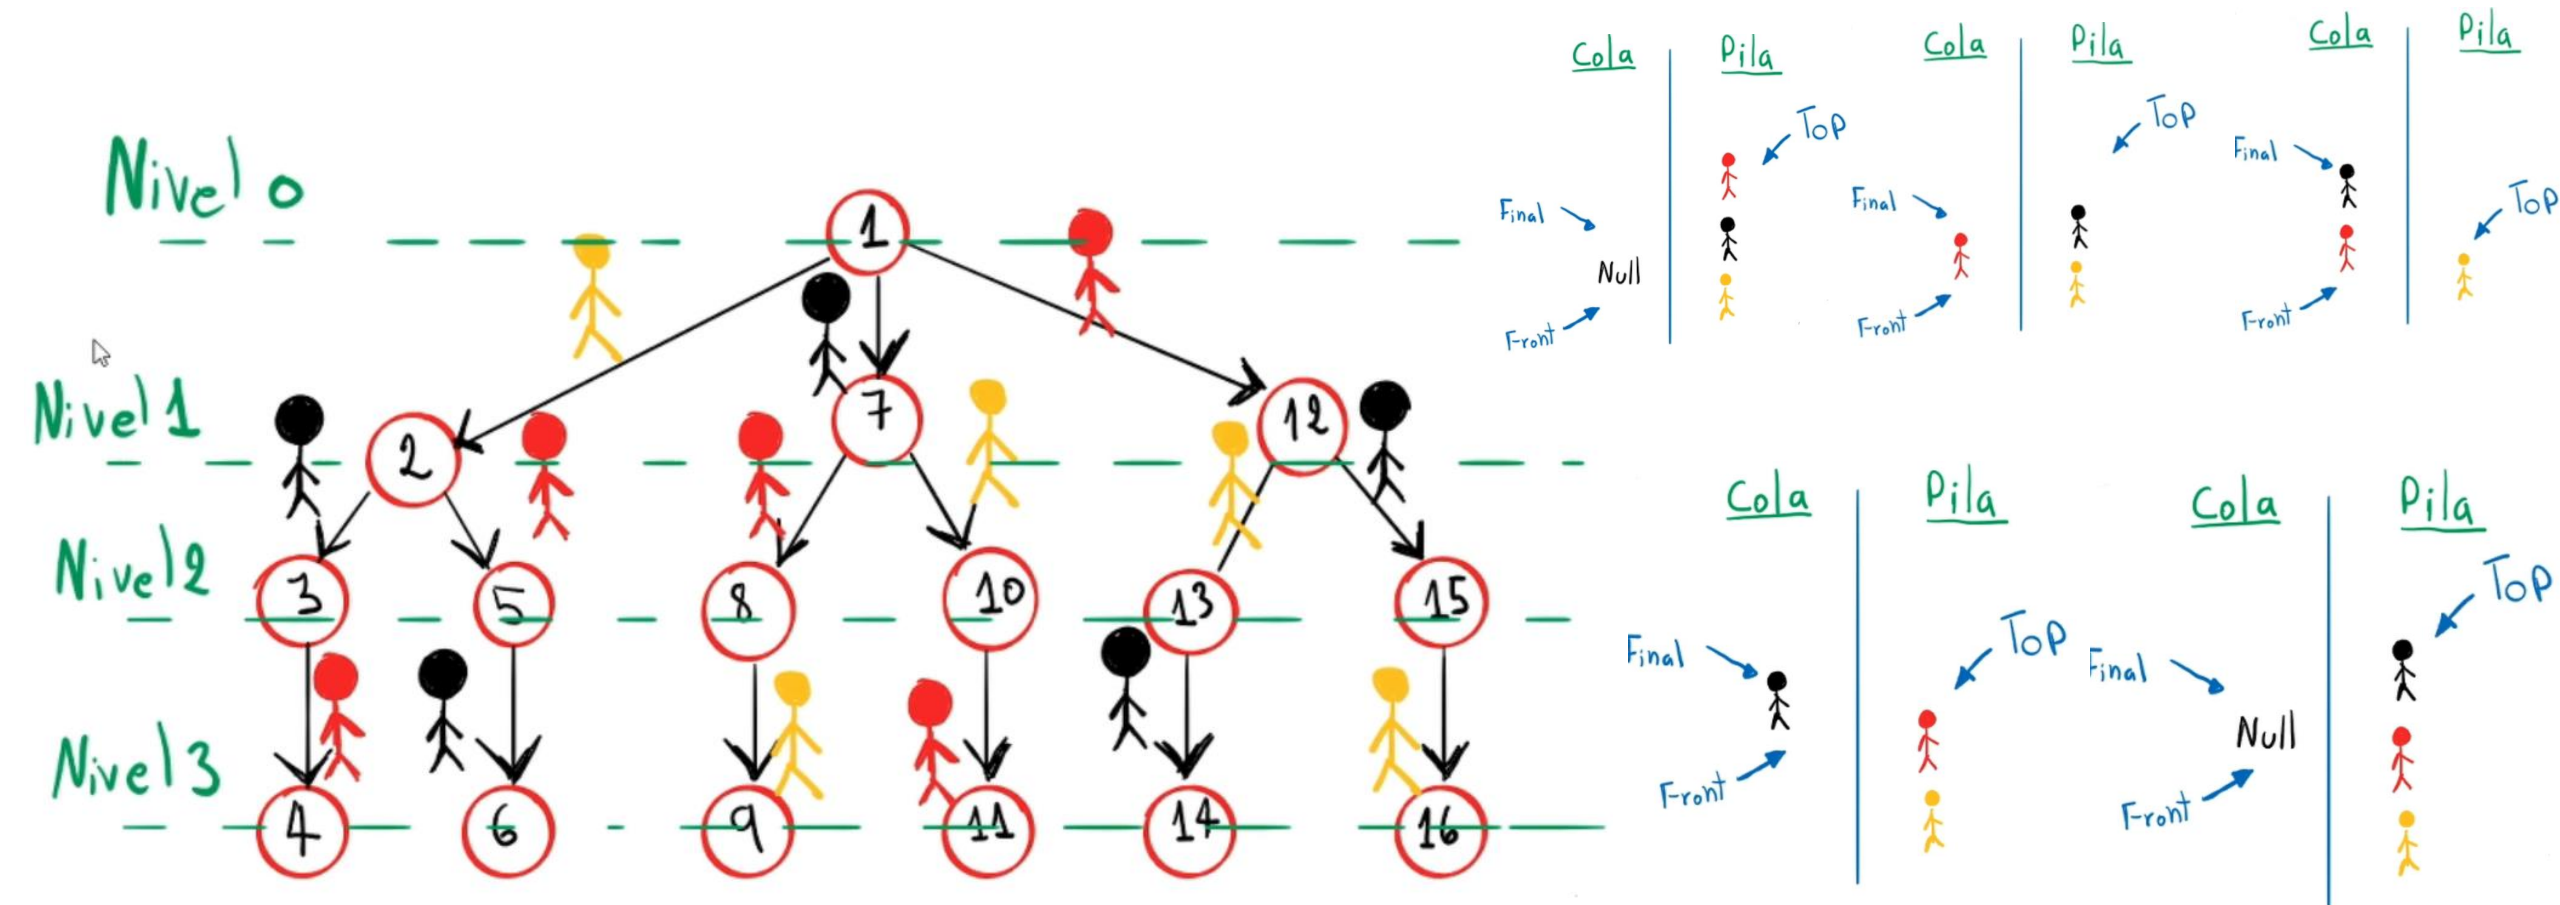 Nivel 0
1
Nivel 1
2
7
12
Nivel 2
3
5
8
10
13
15
Nivel 3
4
6
9
11
14
16
Cola
Pila
Top
Final
Null
Front
Cola
Pila
Top
Final
Front
Cola
Pila
Final
Top
Front
Cola
Pila
Top
Final
Front
Cola
Pila
Top
Final
Null
Front